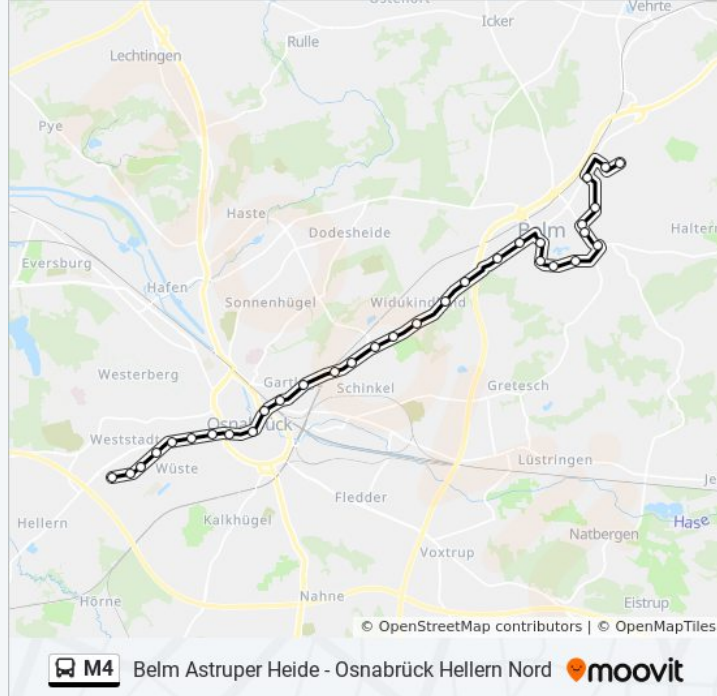 Ostenort
Vehrte
Icker
Rulle
Lechtingen
Pye
Haste
Dodesheide
Belm
Haltern
Eversburg
Hafen
Sonnenhügel
Widukindland
Westerberg
Gartl
Schinkel
Gretesch
Osnabrück
Weststadt
Wüste
Lüstringen
Je
Hellern
Kalkhügel
Fledder
Hase
Natbergen
Voxtrup
Hörne
Nahne
Eistrup
© OpenStreetMap contributors | © OpenMapTiles
M4 Belm Astruper Heide - Osnabrück Hellern Nord moovit